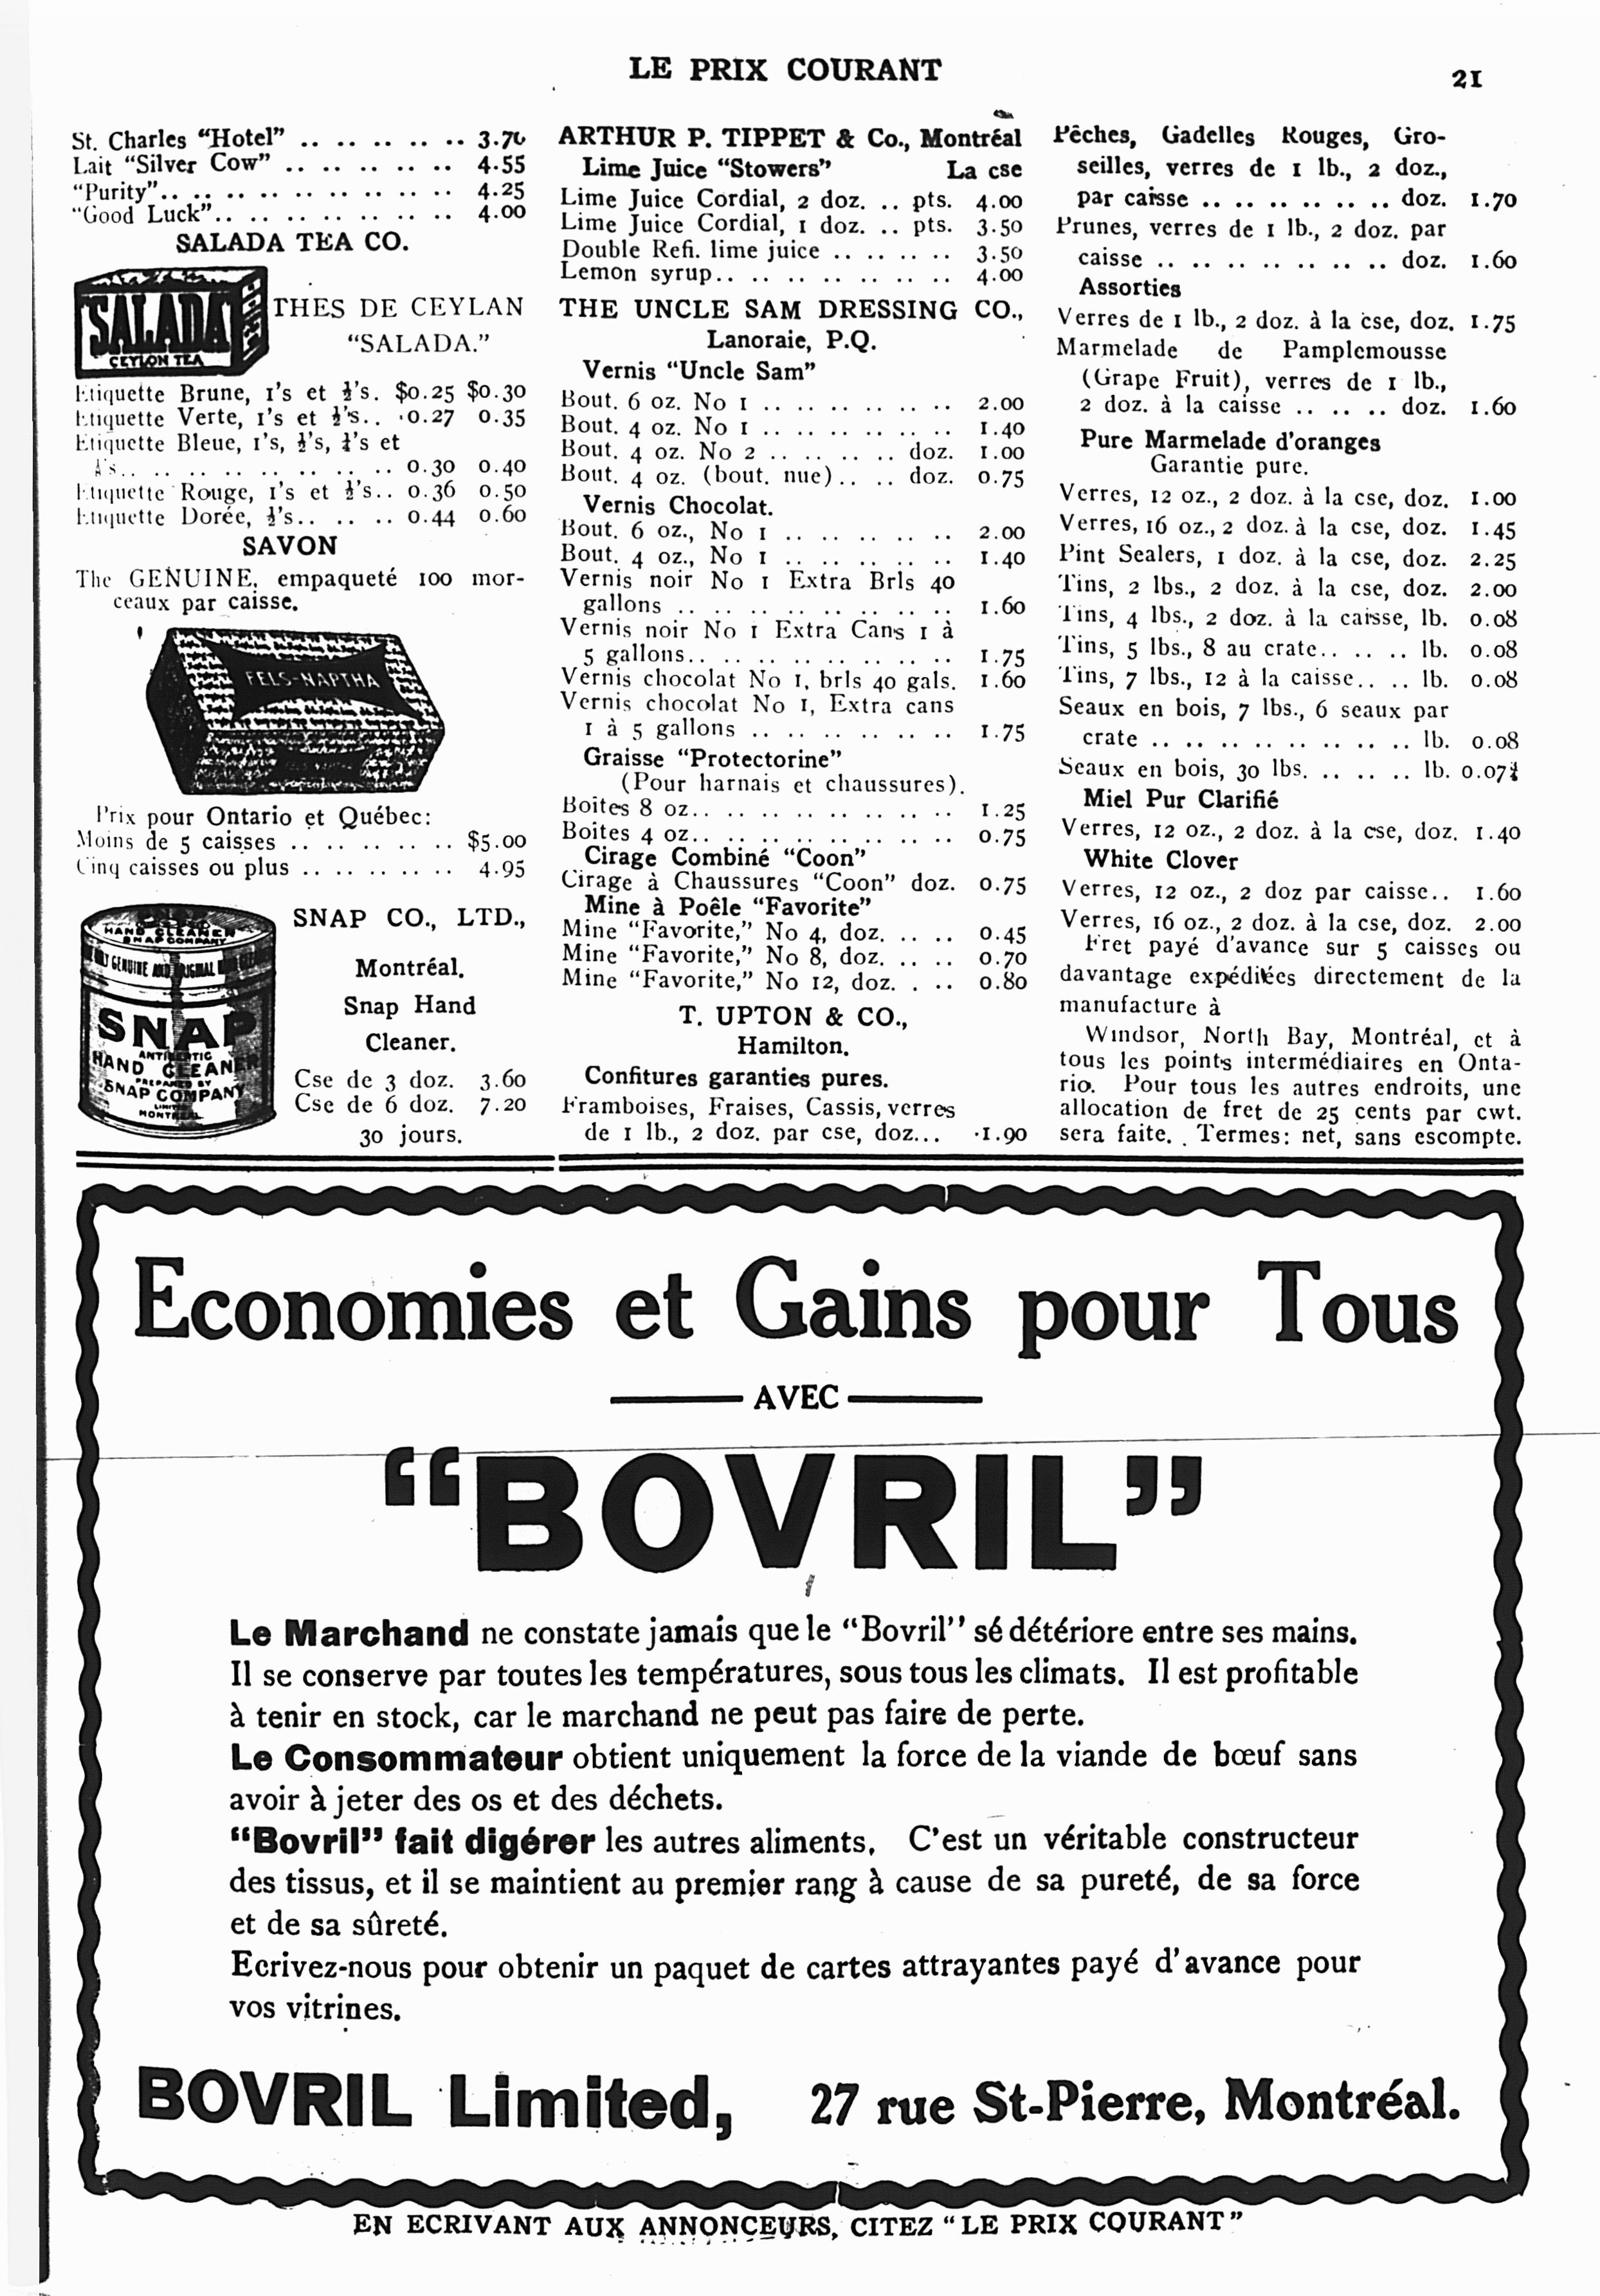 LE PRIX COURANT
21
St. Charles "Hotel" .. .. .. .. .. 3.70
Lait "Silver Cow" .. .. .. .. .. 4.55
"Purity".. .. .. .. .. .. .. .. .. 4.25
"Good Luck".. .. .. .. .. .. .. 4.00
SALADA TEA CO.
SALADA
CEYLON TEA
THES DE CEYLAN
"SALADA."
Etiquette Brune, 1's et ½'s. $0.25 $0.30
Etiquette Verte, 1's et ½'s.. 0.27 0.35
Etiquette Bleue, 1's, ½'s, ¼'s et
.. .. .. .. .. .. .. .. 0.30 0.40
Etiquette Rouge, 1's et ½'s.. 0.36 0.50
Etiquette Dorée, ½'s.. .. .. 0.44 0.60
SAVON
The GENUINE, empaqueté 100 mor-
ceaux par caisse.
FELS-NAPTHA
Prix pour Ontario et Québec:
Moins de 5 caisses .. .. .. .. .. $5.00
Cinq caisses ou plus .. .. .. .. .. 4.95
HAND CLEANER
SNAP COMPANY
GENUINE AND ORIGINAL
SNAP
ANTISEPTIC
HAND CLEANER
PREPARED BY
SNAP COMPANY
LIMITED
MONTREAL
SNAP CO., LTD.,
Montréal.
Snap Hand
Cleaner.
Cse de 3 doz. 3.60
Cse de 6 doz. 7.20
30 jours.
ARTHUR P. TIPPET & Co., Montréal
Lime Juice "Stowers" La cse
Lime Juice Cordial, 2 doz. .. pts. 4.00
Lime Juice Cordial, 1 doz. .. pts. 3.50
Double Refi. lime juice .. .. .. .. 3.50
Lemon syrup.. .. .. .. .. .. .. 4.00
THE UNCLE SAM DRESSING CO.,
Lanoraie, P.Q.
Vernis "Uncle Sam"
Bout. 6 oz. No 1 .. .. .. .. .. .. 2.00
Bout. 4 oz. No 1 .. .. .. .. .. .. 1.40
Bout. 4 oz. No 2 .. .. .. .. doz. 1.00
Bout. 4 oz. (bout. nue).. .. doz. 0.75
Vernis Chocolat.
Bout. 6 oz., No 1 .. .. .. .. .. 2.00
Bout. 4 oz., No 1 .. .. .. .. .. 1.40
Vernis noir No 1 Extra Brls 40
gallons .. .. .. .. .. .. .. .. 1.60
Vernis noir No 1 Extra Cans 1 à
5 gallons.. .. .. .. .. .. .. .. 1.75
Vernis chocolat No 1, brls 40 gals. 1.60
Vernis chocolat No 1, Extra cans
1 à 5 gallons .. .. .. .. .. .. 1.75
Graisse "Protectorine"
(Pour harnais et chaussures).
Boites 8 oz.. .. .. .. .. .. .. .. 1.25
Boites 4 oz.. .. .. .. .. .. .. .. 0.75
Cirage Combiné "Coon"
Cirage à Chaussures "Coon" doz. 0.75
Mine à Poêle "Favorite"
Mine "Favorite," No 4, doz. .. .. 0.45
Mine "Favorite," No 8, doz. .. .. 0.70
Mine "Favorite," No 12, doz. . .. 0.80
T. UPTON & CO.,
Hamilton.
Confitures garanties pures.
Framboises, Fraises, Cassis, verres
de 1 lb., 2 doz. par cse, doz... 1.90
Pêches, Gadelles Rouges, Gro-
seilles, verres de 1 lb., 2 doz.,
par caisse .. .. .. .. .. .. doz. 1.70
Prunes, verres de 1 lb., 2 doz. par
caisse .. .. .. .. .. .. .. doz. 1.60
Assorties
Verres de 1 lb., 2 doz. à la cse, doz. 1.75
Marmelade de Pamplemousse
(Grape Fruit), verres de 1 lb.,
2 doz. à la caisse .. .. .. doz. 1.60
Pure Marmelade d'oranges
Garantie pure.
Verres, 12 oz., 2 doz. à la cse, doz. 1.00
Verres, 16 oz., 2 doz. à la cse, doz. 1.45
Pint Sealers, 1 doz. à la cse, doz. 2.25
Tins, 2 lbs., 2 doz. à la cse, doz. 2.00
Tins, 4 lbs., 2 doz. à la caisse, lb. 0.08
Tins, 5 lbs., 8 au crate.. .. .. lb. 0.08
Tins, 7 lbs., 12 à la caisse.. .. lb. 0.08
Seaux en bois, 7 lbs., 6 seaux par
crate .. .. .. .. .. .. .. .. lb. 0.08
Seaux en bois, 30 lbs. .. .. .. lb. 0.07¾
Miel Pur Clarifié
Verres, 12 oz., 2 doz. à la cse, doz. 1.40
White Clover
Verres, 12 oz., 2 doz par caisse.. 1.60
Verres, 16 oz., 2 doz. à la cse, doz. 2.00
Fret payé d'avance sur 5 caisses ou
davantage expédiées directement de la
manufacture à
Windsor, North Bay, Montréal, et à
tous les points intermédiaires en Onta-
rio. Pour tous les autres endroits, une
allocation de fret de 25 cents par cwt.
sera faite. Termes: net, sans escompte.
Economies et Gains pour Tous
AVEC
"BOVRIL"
Le Marchand ne constate jamais que le "Bovril" sé détériore entre ses mains.
Il se conserve par toutes les températures, sous tous les climats. Il est profitable
à tenir en stock, car le marchand ne peut pas faire de perte.
Le Consommateur obtient uniquement la force de la viande de bœuf sans
avoir à jeter des os et des déchets.
"Bovril" fait digérer les autres aliments. C'est un véritable constructeur
des tissus, et il se maintient au premier rang à cause de sa pureté, de sa force
et de sa sûreté.
Ecrivez-nous pour obtenir un paquet de cartes attrayantes payé d'avance pour
vos vitrines.
BOVRIL Limited, 27 rue St-Pierre, Montréal.
EN ECRIVANT AUX ANNONCEURS, CITEZ "LE PRIX COURANT"